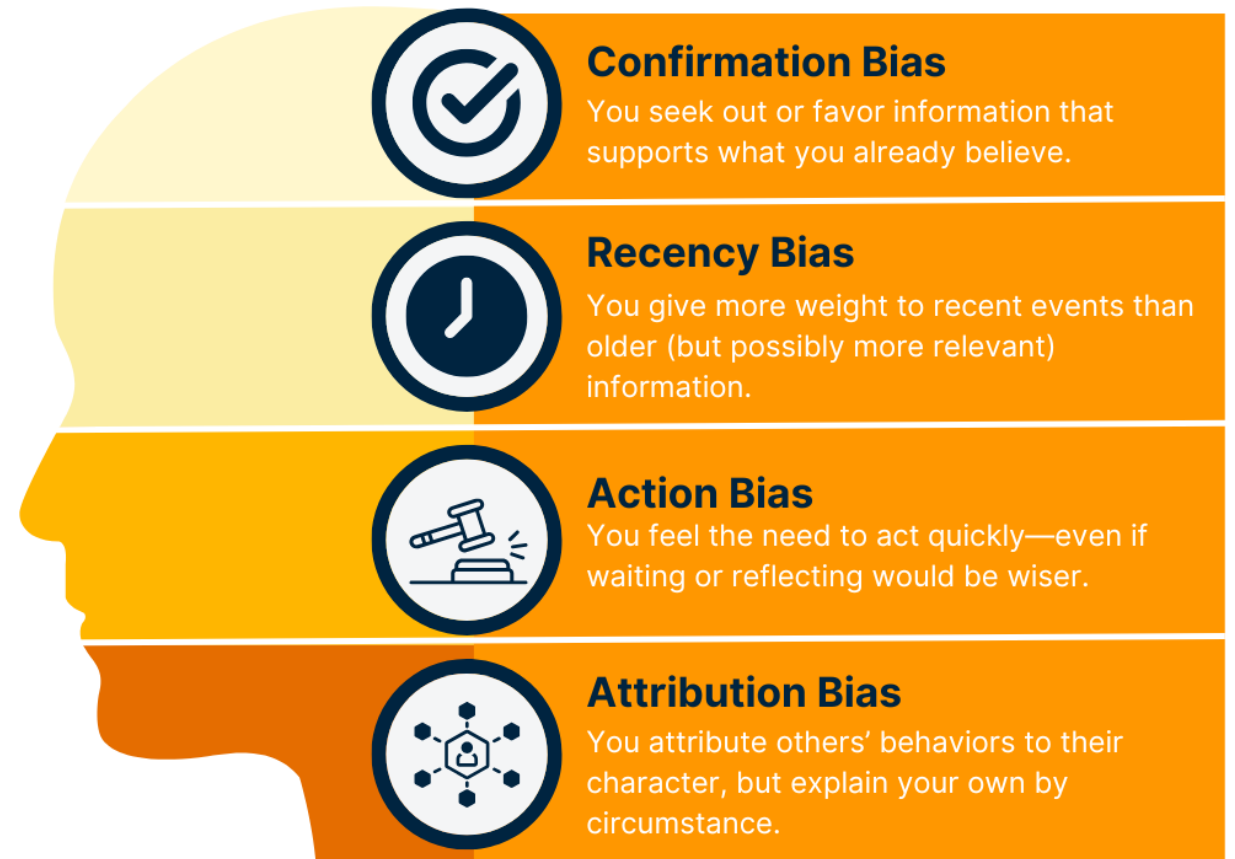 Confirmation Bias
You seek out or favor information that
supports what you already believe.
Recency Bias
You give more weight to recent events than
older (but possibly more relevant)
information.
Action Bias
You feel the need to act quickly—even if
waiting or reflecting would be wiser.
Attribution Bias
You attribute others’ behaviors to their
character, but explain your own by
circumstance.